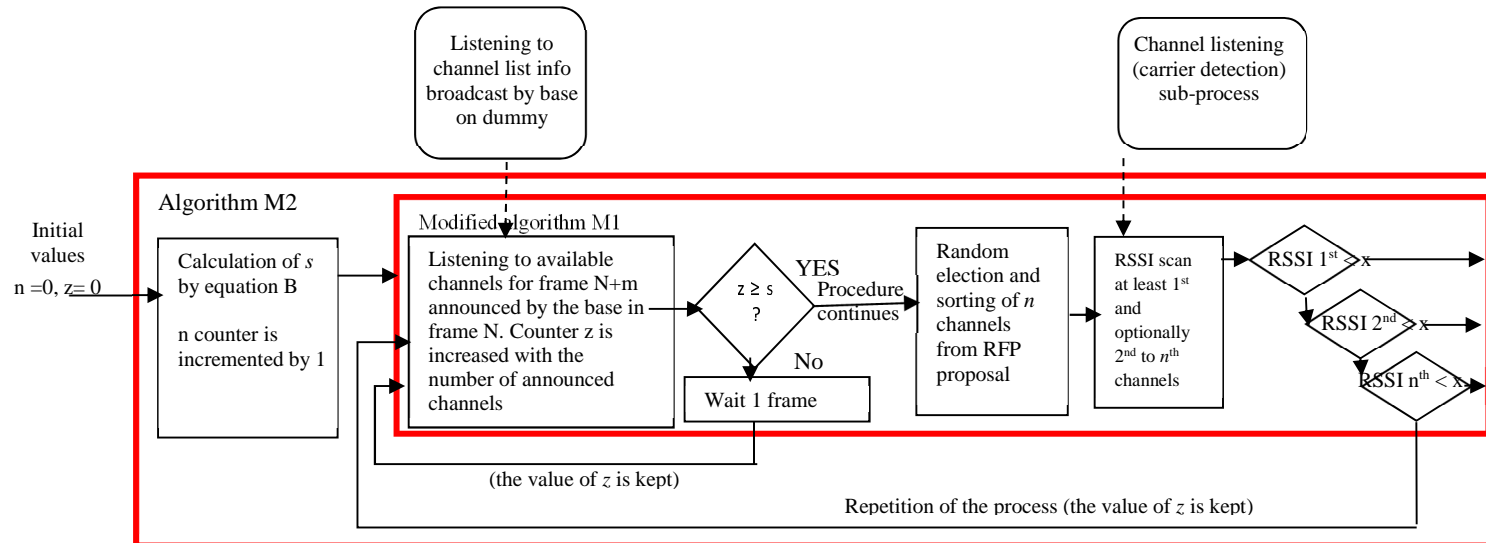 Listening to
channel list info
broadcast by base
on dummy
Channel listening
(carrier detection)
sub-process
Algorithm M2
Initial
values
n =0, z= 0
Calculation of s
by equation B
n counter is
incremented by 1
Modified algorithm M1
Listening to available
channels for frame N+m
announced by the base in
frame N. Counter z is
increased with the
number of announced
channels
z ≥ s
?
YES
Procedure
continues
No
Wait 1 frame
Random
election and
sorting of n
channels
from RFP
proposal
RSSI scan
at least 1st
and
optionally
2nd to nth
channels
RSSI 1st < x
RSSI 2nd < x
RSSI nth < x
(the value of z is kept)
Repetition of the process (the value of z is kept)